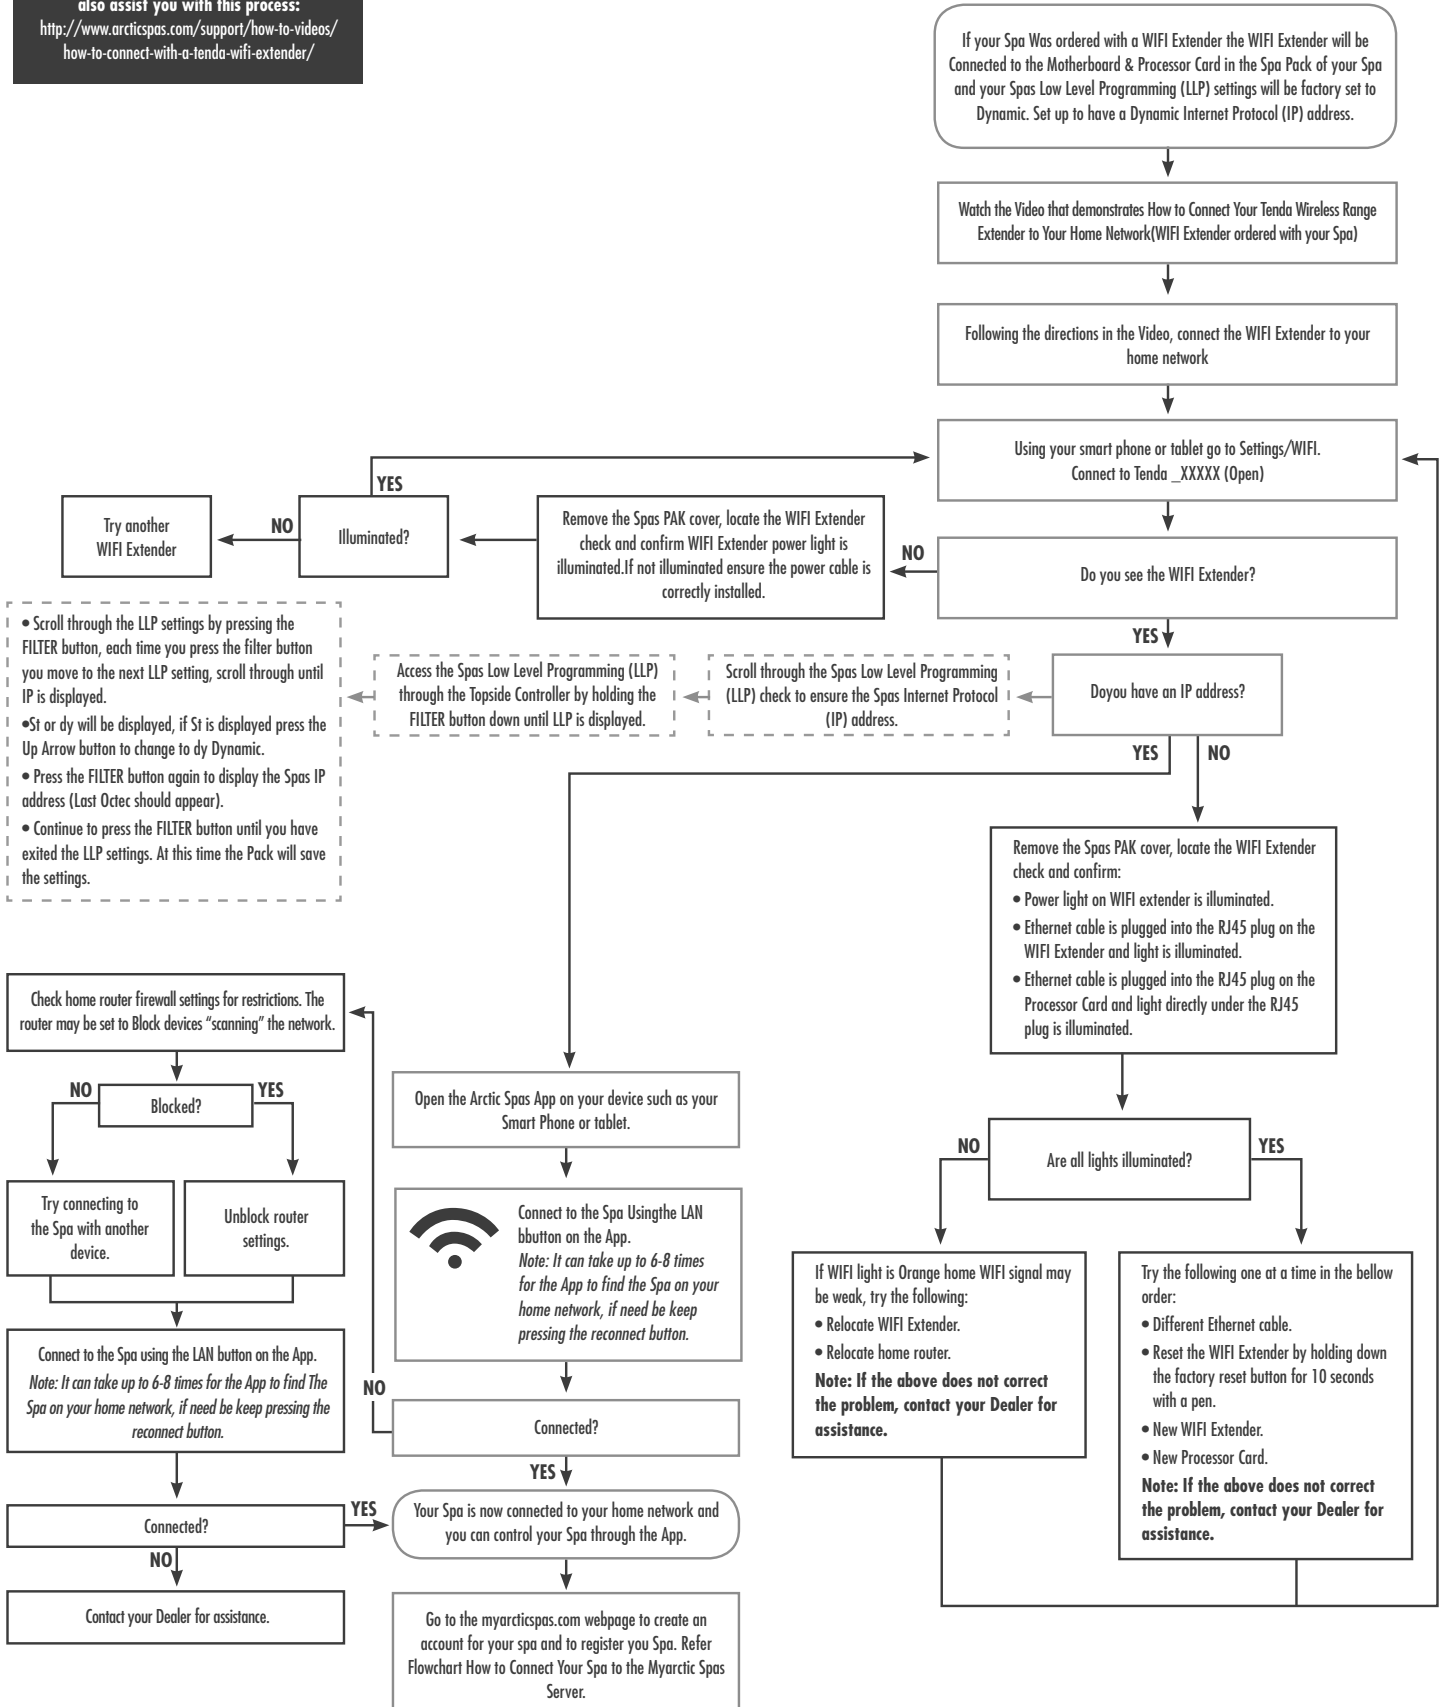 also assist you with this process:
http://www.arcticspas.com/support/how-to-videos/
how-to-connect-with-a-tenda-wifi-extender/
If your Spa Was ordered with a WIFI Extender the WIFI Extender will be
Connected to the Motherboard & Processor Card in the Spa Pack of your Spa
and your Spas Low Level Programming (LLP) settings will be factory set to
Dynamic. Set up to have a Dynamic Internet Protocol (IP) address.
Watch the Video that demonstrates How to Connect Your Tenda Wireless Range
Extender to Your Home Network(WIFI Extender ordered with your Spa)
Following the directions in the Video, connect the WIFI Extender to your
home network
Using your smart phone or tablet go to Settings/WIFI.
Connect to Tenda _XXXXX (Open)
Do you see the WIFI Extender?
NO
Remove the Spas PAK cover, locate the WIFI Extender
check and confirm WIFI Extender power light is
illuminated.If not illuminated ensure the power cable is
correctly installed.
Illuminated?
YES
NO
Try another
WIFI Extender
YES
Doyou have an IP address?
Scroll through the Spas Low Level Programming
(LLP) check to ensure the Spas Internet Protocol
(IP) address.
Access the Spas Low Level Programming (LLP)
through the Topside Controller by holding the
FILTER button down until LLP is displayed.
• Scroll through the LLP settings by pressing the
FILTER button, each time you press the filter button
you move to the next LLP setting, scroll through until
IP is displayed.
•St or dy will be displayed, if St is displayed press the
Up Arrow button to change to dy Dynamic.
• Press the FILTER button again to display the Spas IP
address (Last Octec should appear).
• Continue to press the FILTER button until you have
exited the LLP settings. At this time the Pack will save
the settings.
YES
NO
Remove the Spas PAK cover, locate the WIFI Extender
check and confirm:
• Power light on WIFI extender is illuminated.
• Ethernet cable is plugged into the RJ45 plug on the
WIFI Extender and light is illuminated.
• Ethernet cable is plugged into the RJ45 plug on the
Processor Card and light directly under the RJ45
plug is illuminated.
Are all lights illuminated?
NO
YES
If WIFI light is Orange home WIFI signal may
be weak, try the following:
• Relocate WIFI Extender.
• Relocate home router.
Note: If the above does not correct
the problem, contact your Dealer for
assistance.
Try the following one at a time in the bellow
order:
• Different Ethernet cable.
• Reset the WIFI Extender by holding down
the factory reset button for 10 seconds
with a pen.
• New WIFI Extender.
• New Processor Card.
Note: If the above does not correct
the problem, contact your Dealer for
assistance.
Open the Arctic Spas App on your device such as your
Smart Phone or tablet.
Connect to the Spa Usingthe LAN
bbutton on the App.
Note: It can take up to 6-8 times
for the App to find the Spa on your
home network, if need be keep
pressing the reconnect button.
Connected?
NO
YES
Check home router firewall settings for restrictions. The
router may be set to Block devices “scanning” the network.
Blocked?
NO
YES
Try connecting to
the Spa with another
device.
Unblock router
settings.
Connect to the Spa using the LAN button on the App.
Note: It can take up to 6-8 times for the App to find The
Spa on your home network, if need be keep pressing the
reconnect button.
Connected?
YES
NO
Contact your Dealer for assistance.
Your Spa is now connected to your home network and
you can control your Spa through the App.
Go to the myarcticspas.com webpage to create an
account for your spa and to register you Spa. Refer
Flowchart How to Connect Your Spa to the Myarctic Spas
Server.